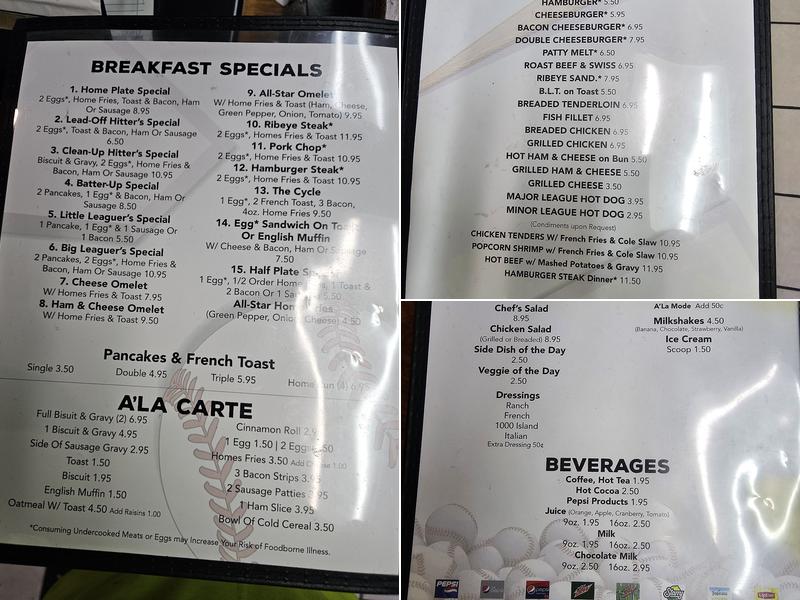 BREAKFAST SPECIALS
1. Home Plate Special
2 Eggs*, Home Fries, Toast & Bacon, Ham
Or Sausage 8.95
2. Lead-Off Hitter's Special
2 Eggs*, Toast & Bacon, Ham Or Sausage
6.50
3. Clean-Up Hitter's Special
Biscuit & Gravy, 2 Eggs*, Home Fries &
Bacon, Ham Or Sausage 10.95
4. Batter-Up Special
2 Pancakes, 1 Egg* & Bacon, Ham Or
Sausage 8.50
5. Little Leaguer's Special
1 Pancake, 1 Egg* & 1 Sausage Or
1 Bacon 5.50
6. Big Leaguer's Special
2 Pancakes, 2 Eggs*, Home Fries &
Bacon, Ham Or Sausage 10.95
7. Cheese Omelet
W/ Home Fries & Toast 7.95
8. Ham & Cheese Omelet
W/ Home Fries & Toast 9.50
9. All-Star Omelet
W/ Home Fries & Toast (Ham, Cheese,
Green Pepper, Onion, Tomato) 9.95
10. Ribeye Steak*
2 Eggs*, Home Fries & Toast 11.95
11. Pork Chop*
2 Eggs*, Home Fries & Toast 10.95
12. Hamburger Steak*
2 Eggs*, Home Fries & Toast 10.95
13. The Cycle
1 Egg*, 2 French Toast, 3 Bacon,
4oz. Home Fries 9.50
14. Egg* Sandwich On Toast
Or English Muffin
W/ Cheese & Bacon, Ham Or Sausage
7.50
15. Half Plate
1 Egg*, 1/2 Order Home Fries, 1 Toast &
2 Bacon Or 1 5.50
All-Star Home Fries
(Green Pepper, Onion, Cheese) 4.50
Pancakes & French Toast
Single 3.50 Double 4.95 Triple 5.95 Home Run (4) 6.95
A'LA CARTE
Full Bisuit & Gravy (2) 6.95
1 Biscuit & Gravy 4.95
Side Of Sausage Gravy 2.95
Toast 1.50
Biscuit 1.95
English Muffin 1.50
Oatmeal W/ Toast 4.50 Add Raisins 1.00
Cinnamon Roll
1 Egg 1.50 | 2 Eggs
Homes Fries 3.50 Add Cheese 1.00
3 Bacon Strips 3.95
2 Sausage Patties 3.95
1 Ham Slice 3.95
Bowl Of Cold Cereal 3.50
*Consuming Undercooked Meats or Eggs may Increase Your Risk of Foodborne Illness.
HAMBURGER* 5.50
CHEESEBURGER* 5.95
BACON CHEESEBURGER* 6.95
DOUBLE CHEESEBURGER* 7.95
PATTY MELT* 6.50
ROAST BEEF & SWISS 6.95
RIBEYE SAND.* 7.95
B.L.T. on Toast 5.50
BREADED TENDERLOIN 6.95
FISH FILLET 6.95
BREADED CHICKEN 6.95
GRILLED CHICKEN 6.95
HOT HAM & CHEESE on Bun 5.50
GRILLED HAM & CHEESE 5.50
GRILLED CHEESE 3.50
MAJOR LEAGUE HOT DOG 3.95
MINOR LEAGUE HOT DOG 2.95
(Condiments upon Request)
CHICKEN TENDERS W/ French Fries & Cole Slaw 10.95
POPCORN SHRIMP w/ French Fries & Cole Slaw 10.95
HOT BEEF w/ Mashed Potatoes & Gravy 11.95
HAMBURGER STEAK Dinner* 11.50
Chef's Salad
8.95
Chicken Salad
(Grilled or Breaded) 8.95
Side Dish of the Day
2.50
Veggie of the Day
2.50
Dressings
Ranch
French
1000 Island
Italian
Extra Dressing 50¢
A'La Mode Add 50c
Milkshakes 4.50
(Banana, Chocolate, Strawberry, Vanilla)
Ice Cream
Scoop 1.50
BEVERAGES
Coffee, Hot Tea 1.95
Hot Cocoa 2.50
Pepsi Products 1.95
Juice (Orange, Apple, Cranberry, Tomato)
9oz. 1.95 16oz. 2.50
Milk
9oz. 1.95 16oz. 2.50
Chocolate Milk
9oz. 2.50 16oz. 2.95
PEPSI
pepsi
Starry
Tropicana
Lipton